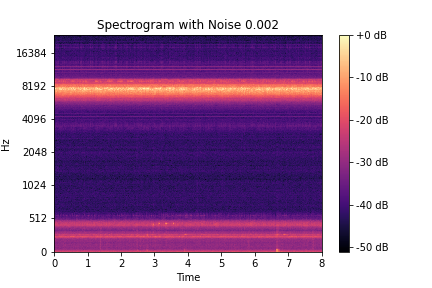 Spectrogram with Noise 0.002
Hz
16384
8192
4096
2048
1024
512
0
0 1 2 3 4 5 6 7 8
Time
+0 dB
-10 dB
-20 dB
-30 dB
-40 dB
-50 dB